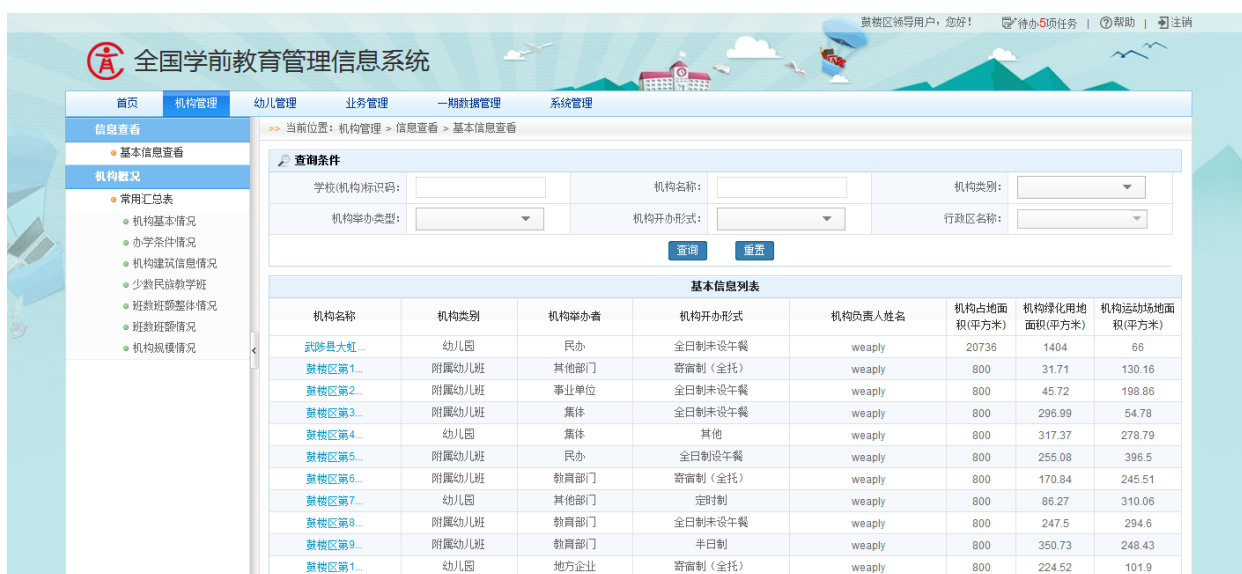 鼓楼区领导用户，您好！ 待办5项任务 | 帮助 | 注销
全国学前教育管理信息系统
首页 机构管理 幼儿管理 业务管理 一期数据管理 系统管理
信息查看
基本信息查看
机构概况
常用汇总表
机构基本情况
办学条件情况
机构建筑信息情况
少数民族教学班
班数班额整体情况
班数班额情况
机构规模情况
>> 当前位置：机构管理 > 信息查看 > 基本信息查看
查询条件
学校(机构)标识码： 机构名称： 机构类别：
机构举办类型： 机构开办形式： 行政区名称：
查询 重置
基本信息列表
机构名称 机构类别 机构举办者 机构开办形式 机构负责人姓名 机构占地面积(平方米) 机构绿化用地面积(平方米) 机构运动场地面积(平方米)
武陟县大虹... 幼儿园 民办 全日制未设午餐 weaply 20736 1404 66
鼓楼区第1... 附属幼儿班 其他部门 寄宿制（全托） weaply 800 31.71 130.16
鼓楼区第2... 附属幼儿班 事业单位 全日制未设午餐 weaply 800 45.72 198.86
鼓楼区第3... 附属幼儿班 集体 全日制未设午餐 weaply 800 296.99 54.78
鼓楼区第4... 幼儿园 集体 其他 weaply 800 317.37 278.79
鼓楼区第5... 附属幼儿班 民办 全日制设午餐 weaply 800 255.08 396.5
鼓楼区第6... 附属幼儿班 教育部门 寄宿制（全托） weaply 800 170.84 245.51
鼓楼区第7... 幼儿园 其他部门 定时制 weaply 800 86.27 310.06
鼓楼区第8... 附属幼儿班 教育部门 全日制未设午餐 weaply 800 247.5 294.6
鼓楼区第9... 附属幼儿班 教育部门 半日制 weaply 800 350.73 248.43
鼓楼区第1... 幼儿园 地方企业 寄宿制（全托） weaply 800 224.52 101.9